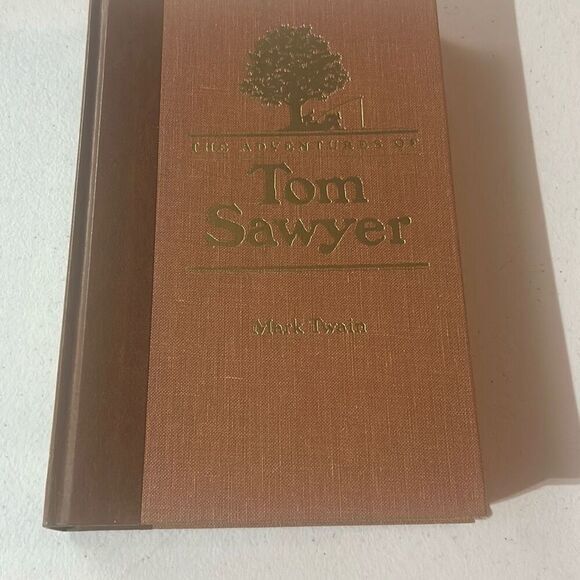 THE ADVENTURES OF
Tom
Sawyer
Mark Twain